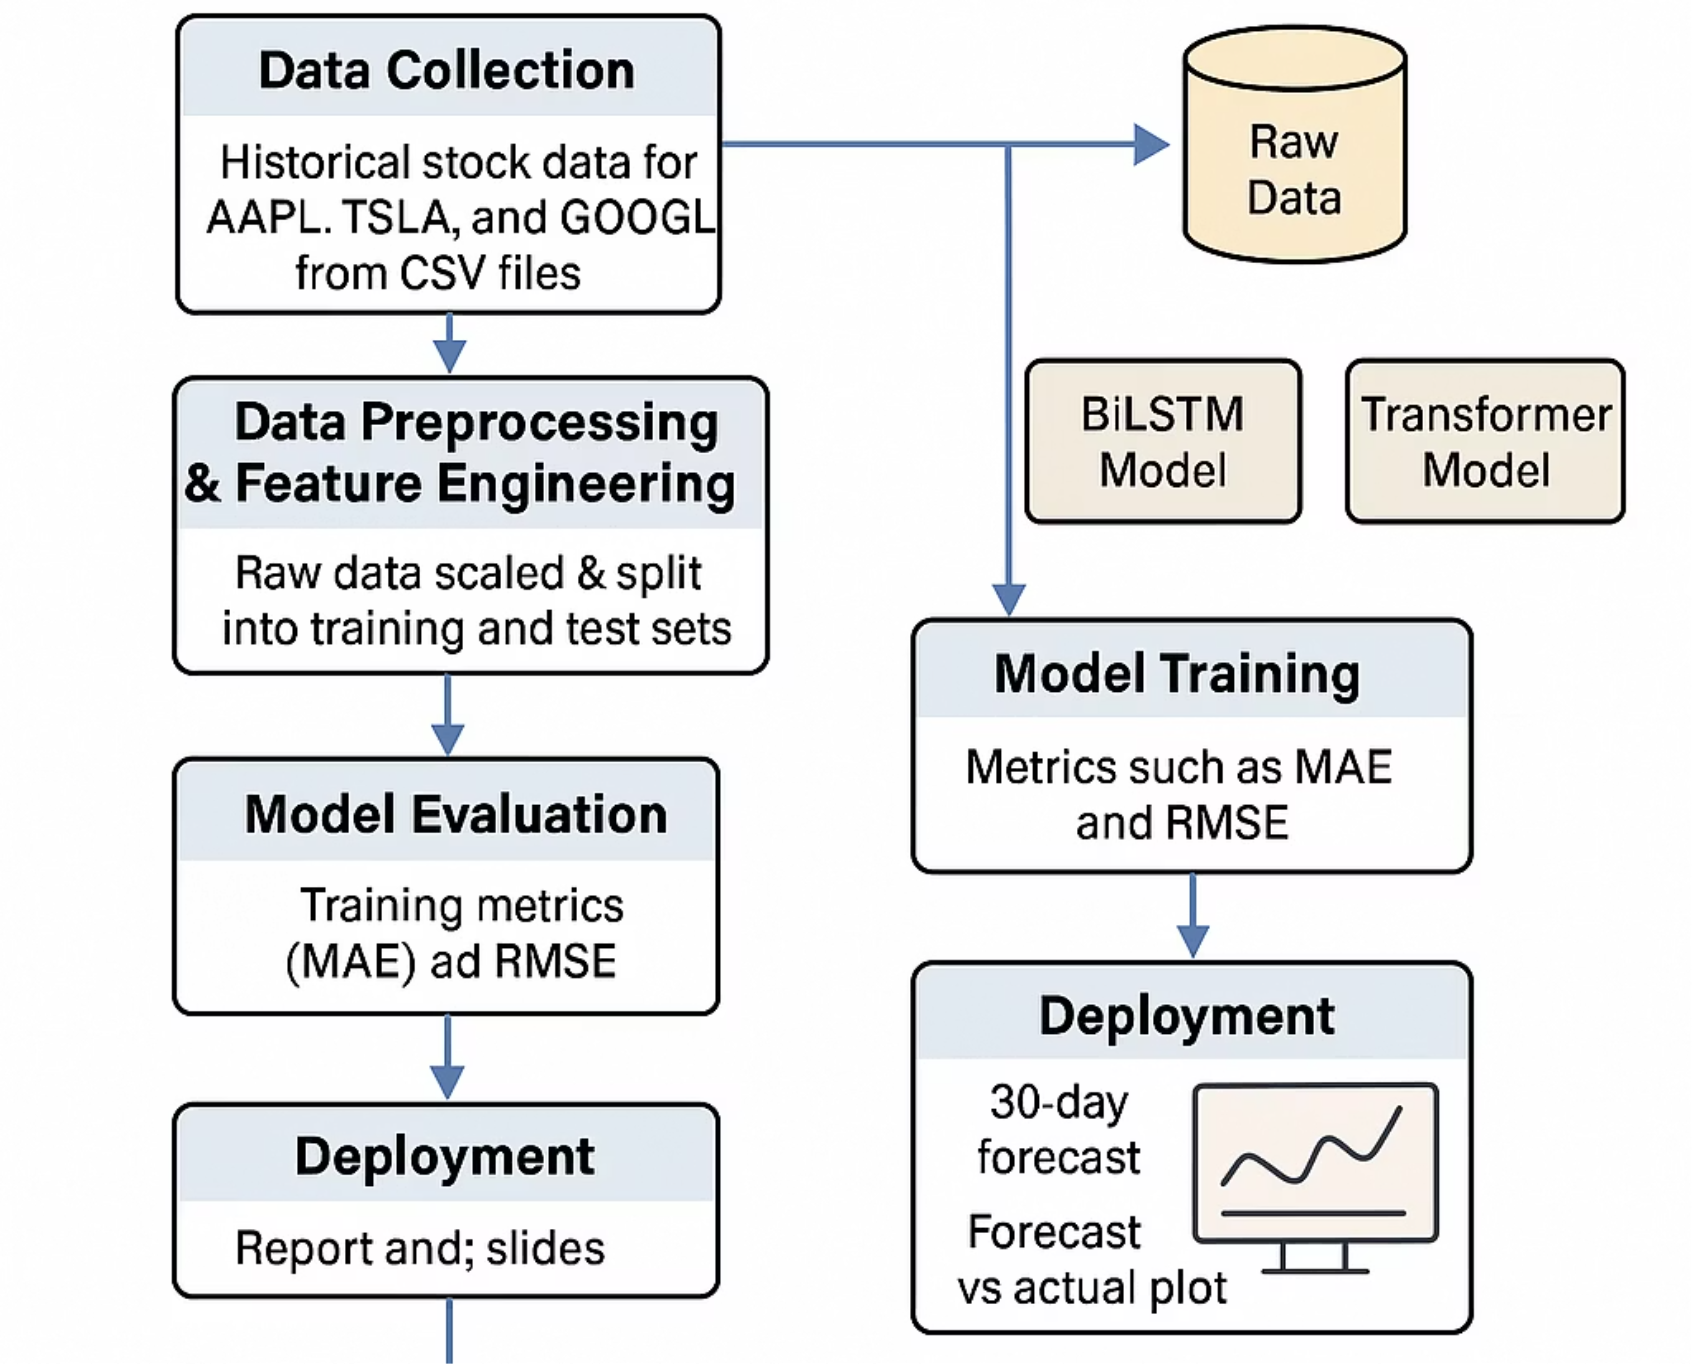 Data Collection
Historical stock data for
AAPL. TSLA, and GOOGL
from CSV files
Raw
Data
Data Preprocessing
& Feature Engineering
Raw data scaled & split
into training and test sets
BiLSTM
Model
Transformer
Model
Model Training
Metrics such as MAE
and RMSE
Model Evaluation
Training metrics
(MAE) ad RMSE
Deployment
30-day
forecast
Forecast
vs actual plot
Deployment
Report and; slides